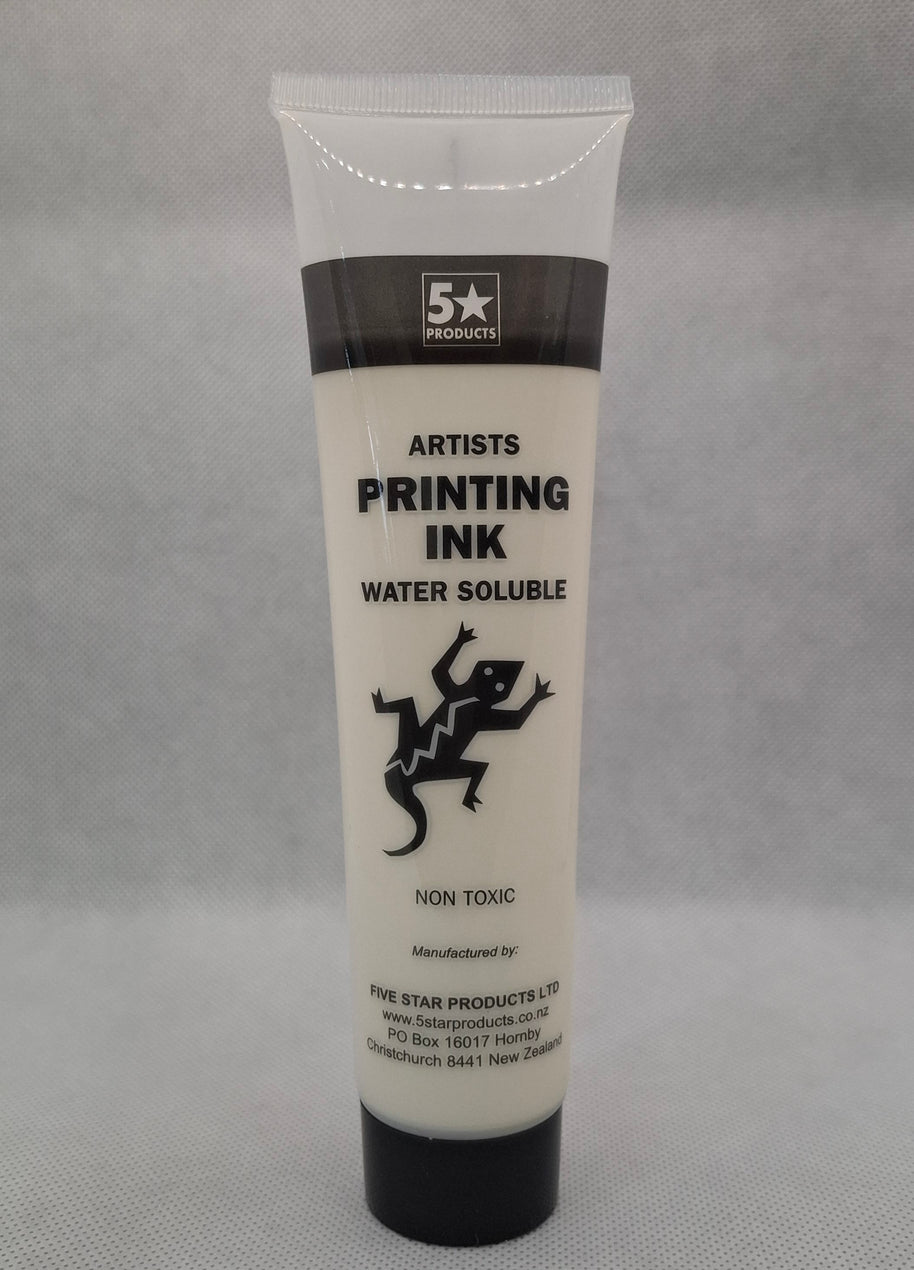 5★
PRODUCTS
ARTISTS
PRINTING
INK
WATER SOLUBLE
NON TOXIC
Manufactured by:
FIVE STAR PRODUCTS LTD
www.5starproducts.co.nz
PO Box 16017 Hornby
Christchurch 8441 New Zealand